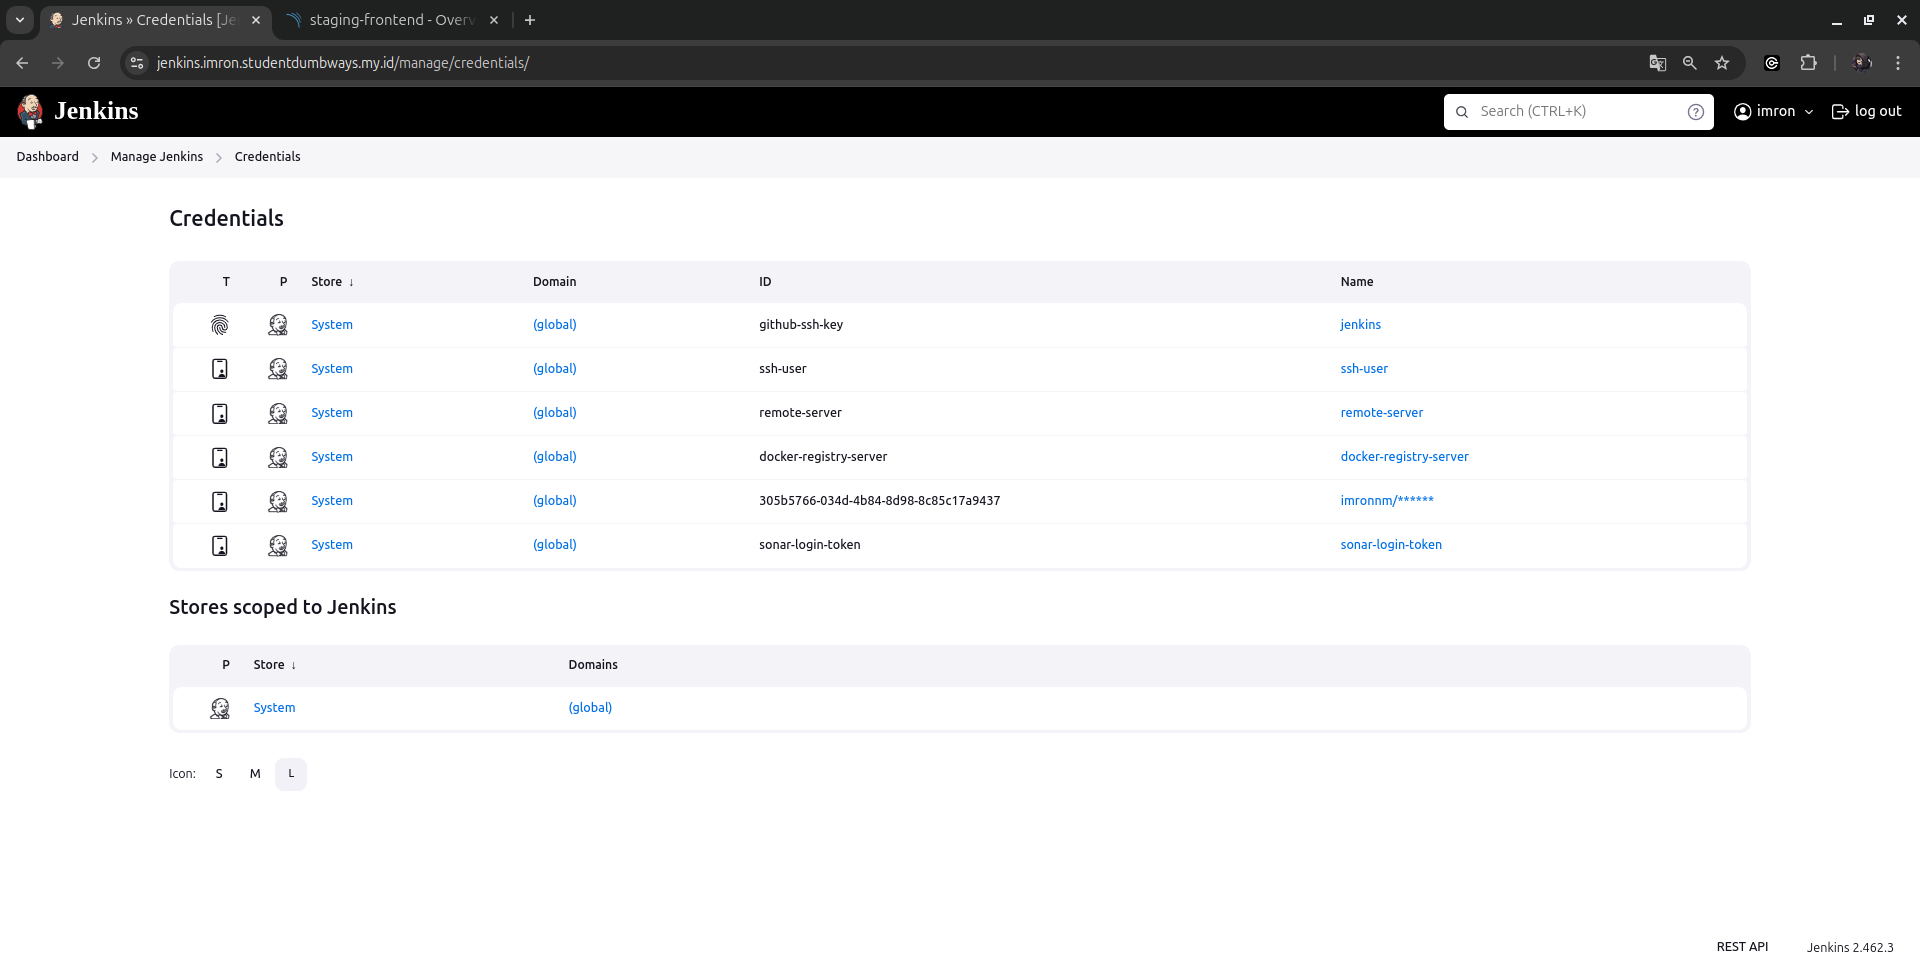 Jenkins » Credentials [Je
staging-frontend - Overv
jenkins.imron.studentdumbways.my.id/manage/credentials/
Jenkins
Search (CTRL+K)
imron
log out
Dashboard
Manage Jenkins
Credentials
Credentials
T P Store ↓ Domain ID Name
System (global) github-ssh-key jenkins
System (global) ssh-user ssh-user
System (global) remote-server remote-server
System (global) docker-registry-server docker-registry-server
System (global) 305b5766-034d-4b84-8d98-8c85c17a9437 imronnm/******
System (global) sonar-login-token sonar-login-token
Stores scoped to Jenkins
P Store ↓ Domains
System (global)
Icon: S M L
REST API Jenkins 2.462.3